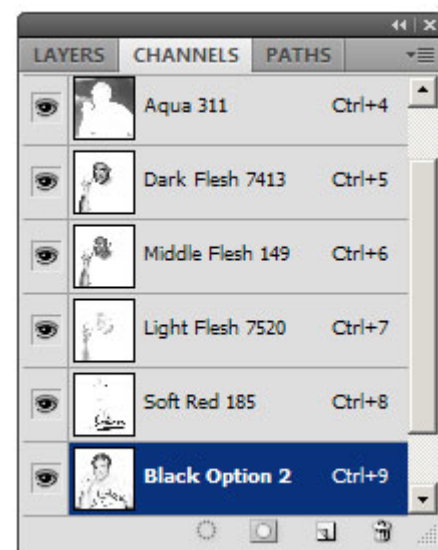 LAYERS CHANNELS PATHS
Aqua 311 Ctrl+4
Dark Flesh 7413 Ctrl+5
Middle Flesh 149 Ctrl+6
Light Flesh 7520 Ctrl+7
Soft Red 185 Ctrl+8
Black Option 2 Ctrl+9